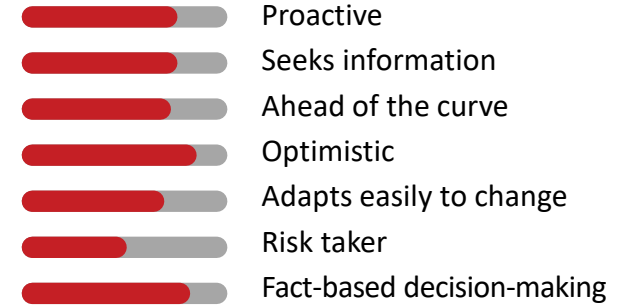 Proactive
Seeks information
Ahead of the curve
Optimistic
Adapts easily to change
Risk taker
Fact-based decision-making